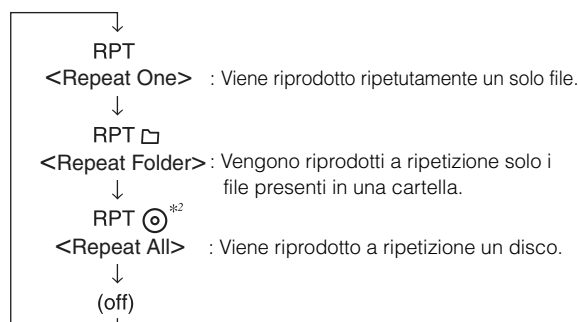 RPT
<Repeat One> : Viene riprodotto ripetutamente un solo file.
RPT
<Repeat Folder> : Vengono riprodotti a ripetizione solo i
file presenti in una cartella.
RPT *2
<Repeat All> : Viene riprodotto a ripetizione un disco.
(off)